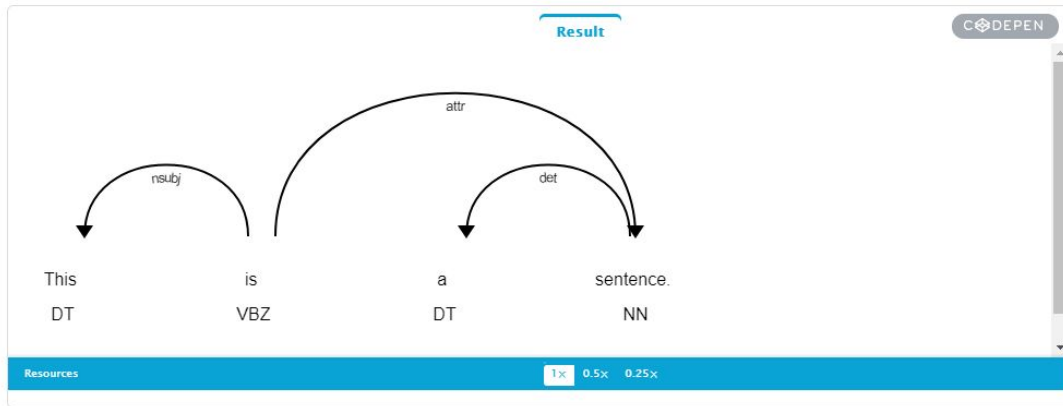 Result
CODEPEN
attr
nsubj
det
This is a sentence.
DT VBZ DT NN
Resources 1x 0.5x 0.25x